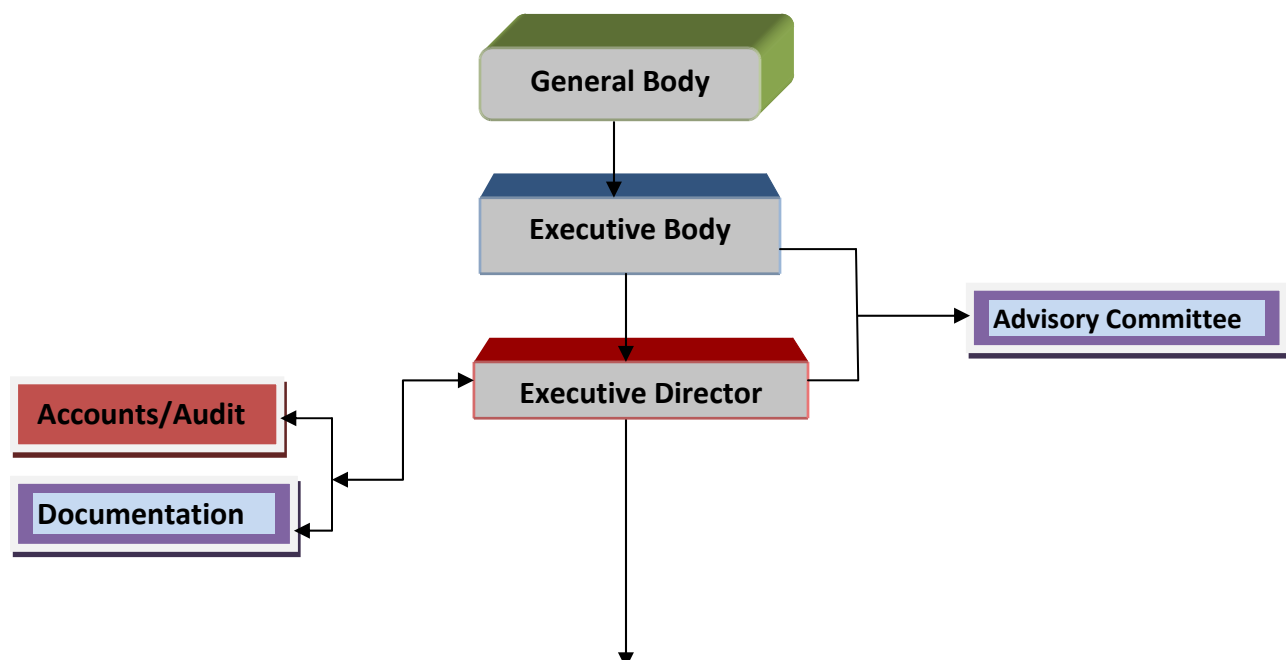 General Body
Executive Body
Advisory Committee
Executive Director
Accounts/Audit
Documentation